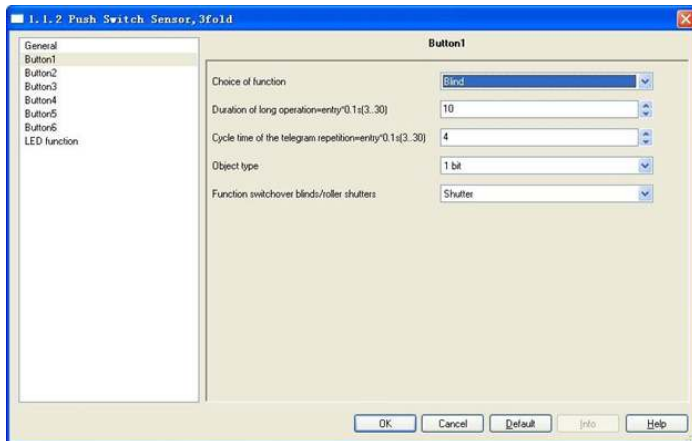 1.1.2 Push Switch Sensor,3fold
General
Button1
Button2
Button3
Button4
Button5
Button6
LED function
Button1
Choice of function Blind
Duration of long operation=entry*0.1s(3..30) 10
Cycle time of the telegram repetition=entry*0.1s(3..30) 4
Object type 1 bit
Function switchover blinds/roller shutters Shutter
OK Cancel Default Info Help